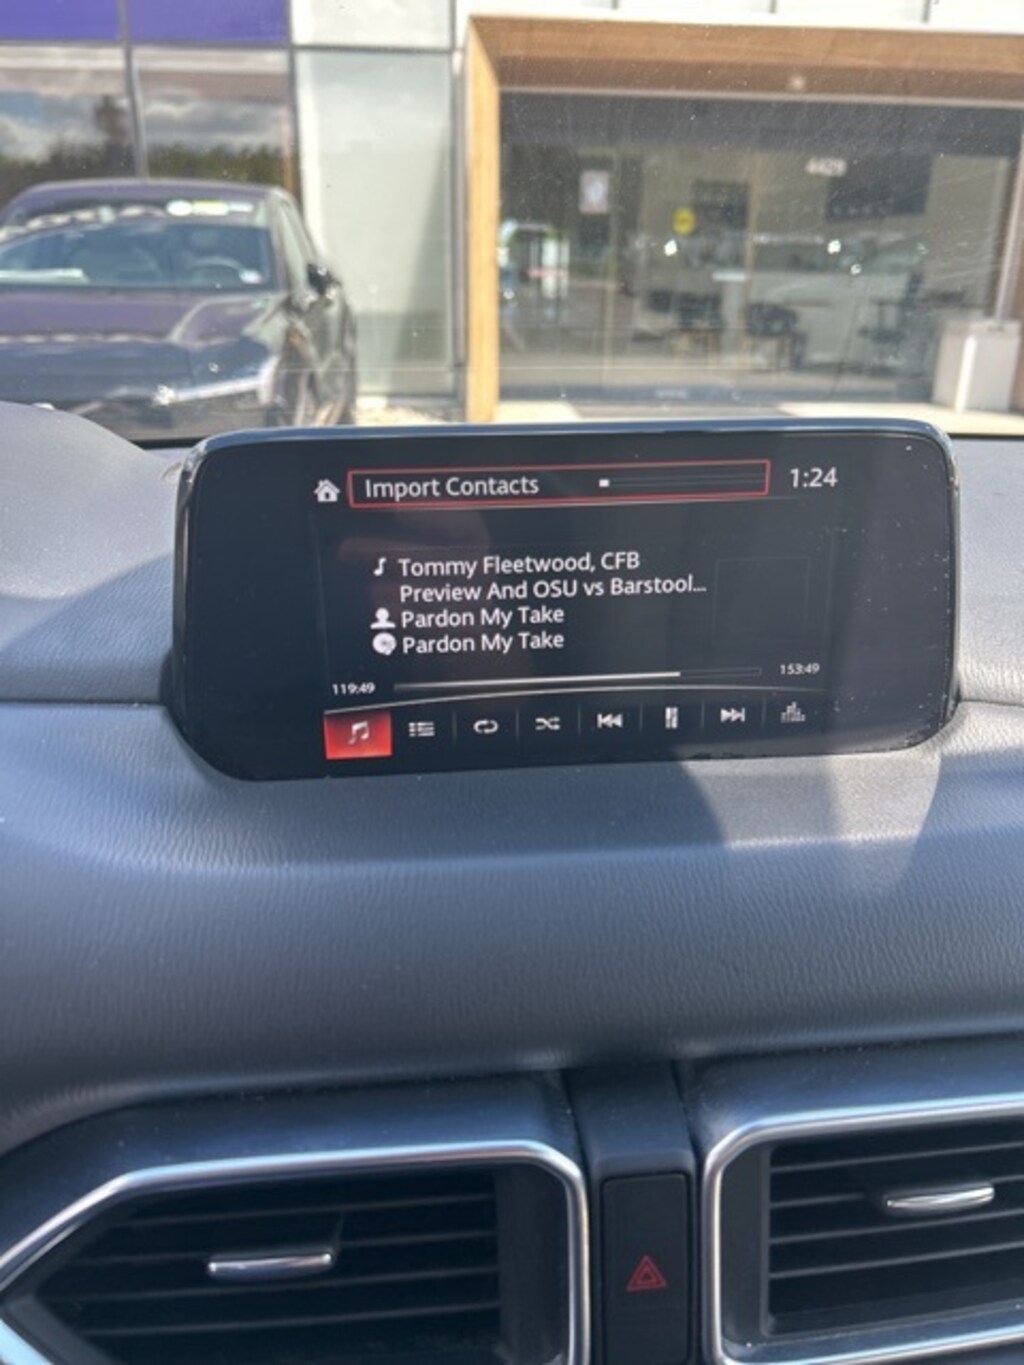 4429
Import Contacts
1:24
Tommy Fleetwood, CFB
Preview And OSU vs Barstool...
Pardon My Take
Pardon My Take
119:49
153:49